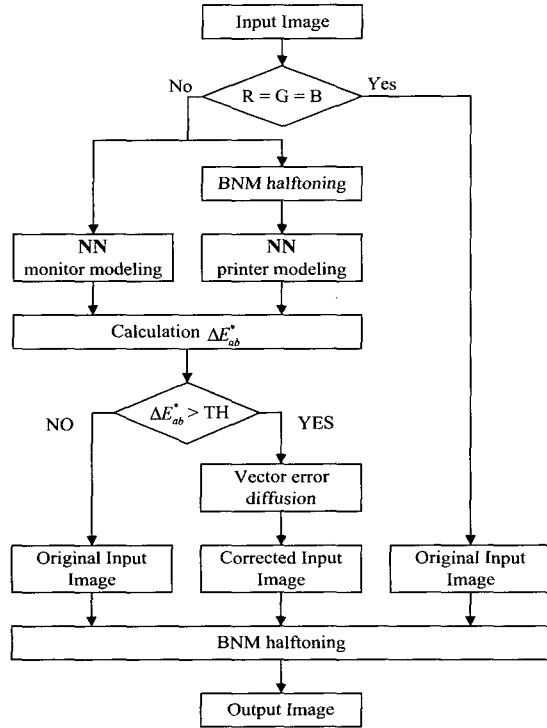 Input Image
No
R = G = B
Yes
BNM halftoning
NN
monitor modeling
NN
printer modeling
Calculation ΔE*ab
NO
ΔE*ab > TH
YES
Vector error
diffusion
Original Input
Image
Corrected Input
Image
Original Input
Image
BNM halftoning
Output Image